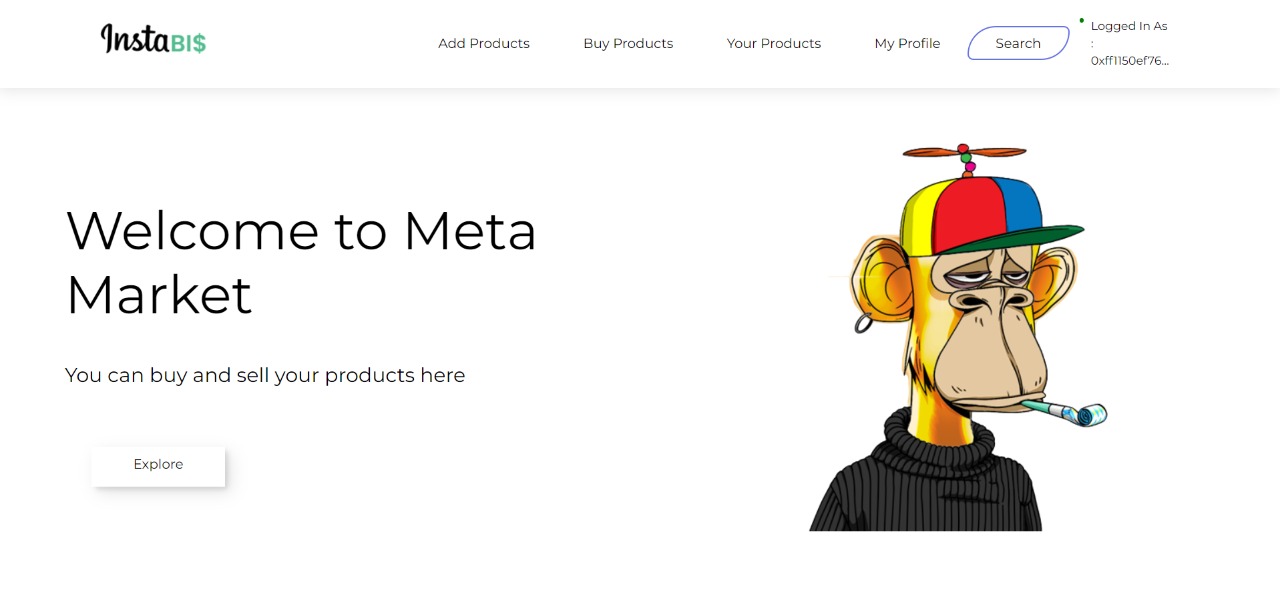 InstaBI$
Add Products
Buy Products
Your Products
My Profile
Search
Logged In As
:
0xff1150ef76...
Welcome to Meta
Market
You can buy and sell your products here
Explore